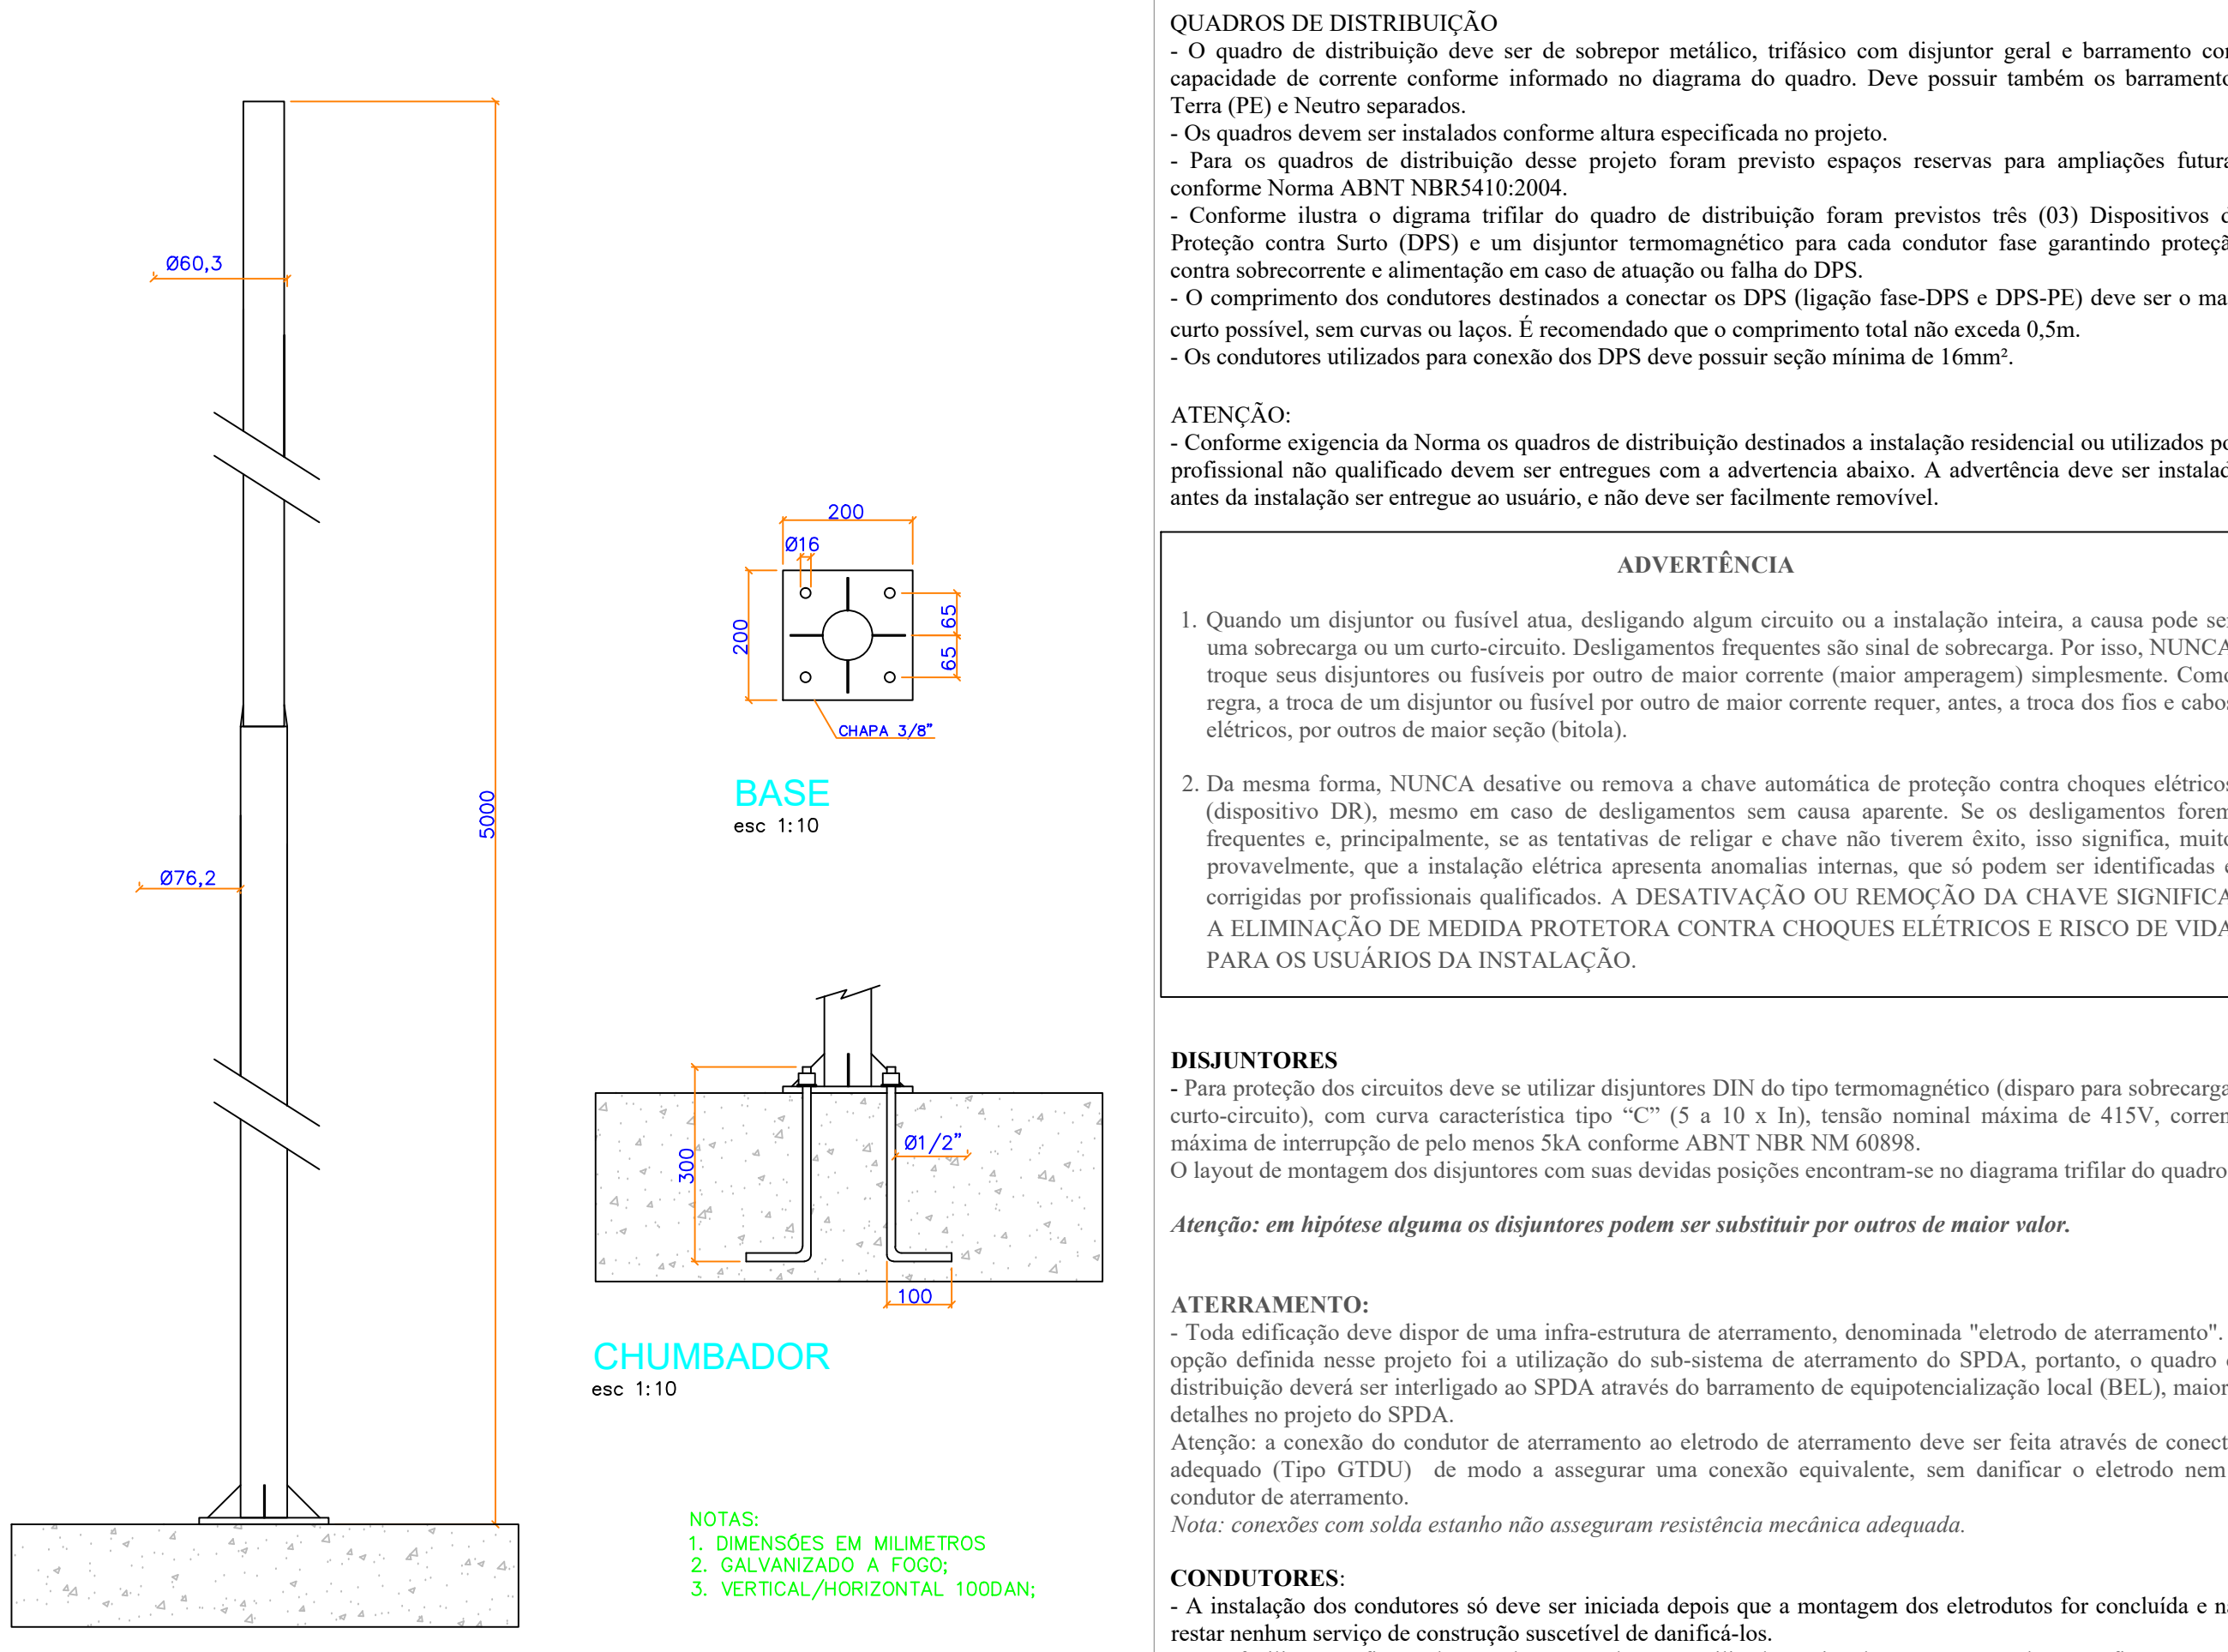 Ø60,3
Ø76,2
5000
200
Ø16
200
65
65
CHAPA 3/8"
BASE
esc 1:10
300
Ø1/2"
100
CHUMBADOR
esc 1:10
NOTAS:
1. DIMENSÕES EM MILIMETROS
2. GALVANIZADO A FOGO;
3. VERTICAL/HORIZONTAL 100DAN;
QUADROS DE DISTRIBUIÇÃO
- O quadro de distribuição deve ser de sobrepor metálico, trifásico com disjuntor geral e barramento
capacidade de corrente conforme informado no diagrama do quadro. Deve possuir também os
Terra (PE) e Neutro separados.
- Os quadros devem ser instalados conforme altura especificada no projeto.
- Para os quadros de distribuição desse projeto foram previsto espaços reservas para ampliações
conforme Norma ABNT NBR5410:2004.
- Conforme ilustra o digrama trifilar do quadro de distribuição foram previstos três (03) Dispositivos
Proteção contra Surto (DPS) e um disjuntor termomagnético para cada condutor fase garantindo
contra sobrecorrente e alimentação em caso de atuação ou falha do DPS.
- O comprimento dos condutores destinados a conectar os DPS (ligação fase-DPS e DPS-PE) deve ser o
curto possível, sem curvas ou laços. É recomendado que o comprimento total não exceda 0,5m.
- Os condutores utilizados para conexão dos DPS deve possuir seção mínima de 16mm².
ATENÇÃO:
- Conforme exigencia da Norma os quadros de distribuição destinados a instalação residencial ou utilizados
profissional não qualificado devem ser entregues com a advertencia abaixo. A advertência deve ser
antes da instalação ser entregue ao usuário, e não deve ser facilmente removível.
ADVERTÊNCIA
1. Quando um disjuntor ou fusível atua, desligando algum circuito ou a instalação inteira, a causa pode
uma sobrecarga ou um curto-circuito. Desligamentos frequentes são sinal de sobrecarga. Por isso, NUNCA
troque seus disjuntores ou fusíveis por outro de maior corrente (maior amperagem) simplesmente. Como
regra, a troca de um disjuntor ou fusível por outro de maior corrente requer, antes, a troca dos fios e cabos
elétricos, por outros de maior seção (bitola).
2. Da mesma forma, NUNCA desative ou remova a chave automática de proteção contra choques elétricos
(dispositivo DR), mesmo em caso de desligamentos sem causa aparente. Se os desligamentos forem
frequentes e, principalmente, se as tentativas de religar e chave não tiverem êxito, isso significa, muito
provavelmente, que a instalação elétrica apresenta anomalias internas, que só podem ser identificadas e
corrigidas por profissionais qualificados. A DESATIVAÇÃO OU REMOÇÃO DA CHAVE SIGNIFICA
A ELIMINAÇÃO DE MEDIDA PROTETORA CONTRA CHOQUES ELÉTRICOS E RISCO DE VIDA
PARA OS USUÁRIOS DA INSTALAÇÃO.
DISJUNTORES
- Para proteção dos circuitos deve se utilizar disjuntores DIN do tipo termomagnético (disparo para sobrecarga
curto-circuito), com curva característica tipo “C” (5 a 10 x In), tensão nominal máxima de 415V,
máxima de interrupção de pelo menos 5kA conforme ABNT NBR NM 60898.
O layout de montagem dos disjuntores com suas devidas posições encontram-se no diagrama trifilar do quadro
Atenção: em hipótese alguma os disjuntores podem ser substituir por outros de maior valor.
ATERRAMENTO:
- Toda edificação deve dispor de uma infra-estrutura de aterramento, denominada "eletrodo de aterramento".
opção definida nesse projeto foi a utilização do sub-sistema de aterramento do SPDA, portanto, o quadro
distribuição deverá ser interligado ao SPDA através do barramento de equipotencialização local (BEL),
detalhes no projeto do SPDA.
Atenção: a conexão do condutor de aterramento ao eletrodo de aterramento deve ser feita através de
adequado (Tipo GTDU) de modo a assegurar uma conexão equivalente, sem danificar o eletrodo nem
condutor de aterramento.
Nota: conexões com solda estanho não asseguram resistência mecânica adequada.
CONDUTORES:
- A instalação dos condutores só deve ser iniciada depois que a montagem dos eletrodutos for concluída e
restar nenhum serviço de construção suscetível de danificá-los.